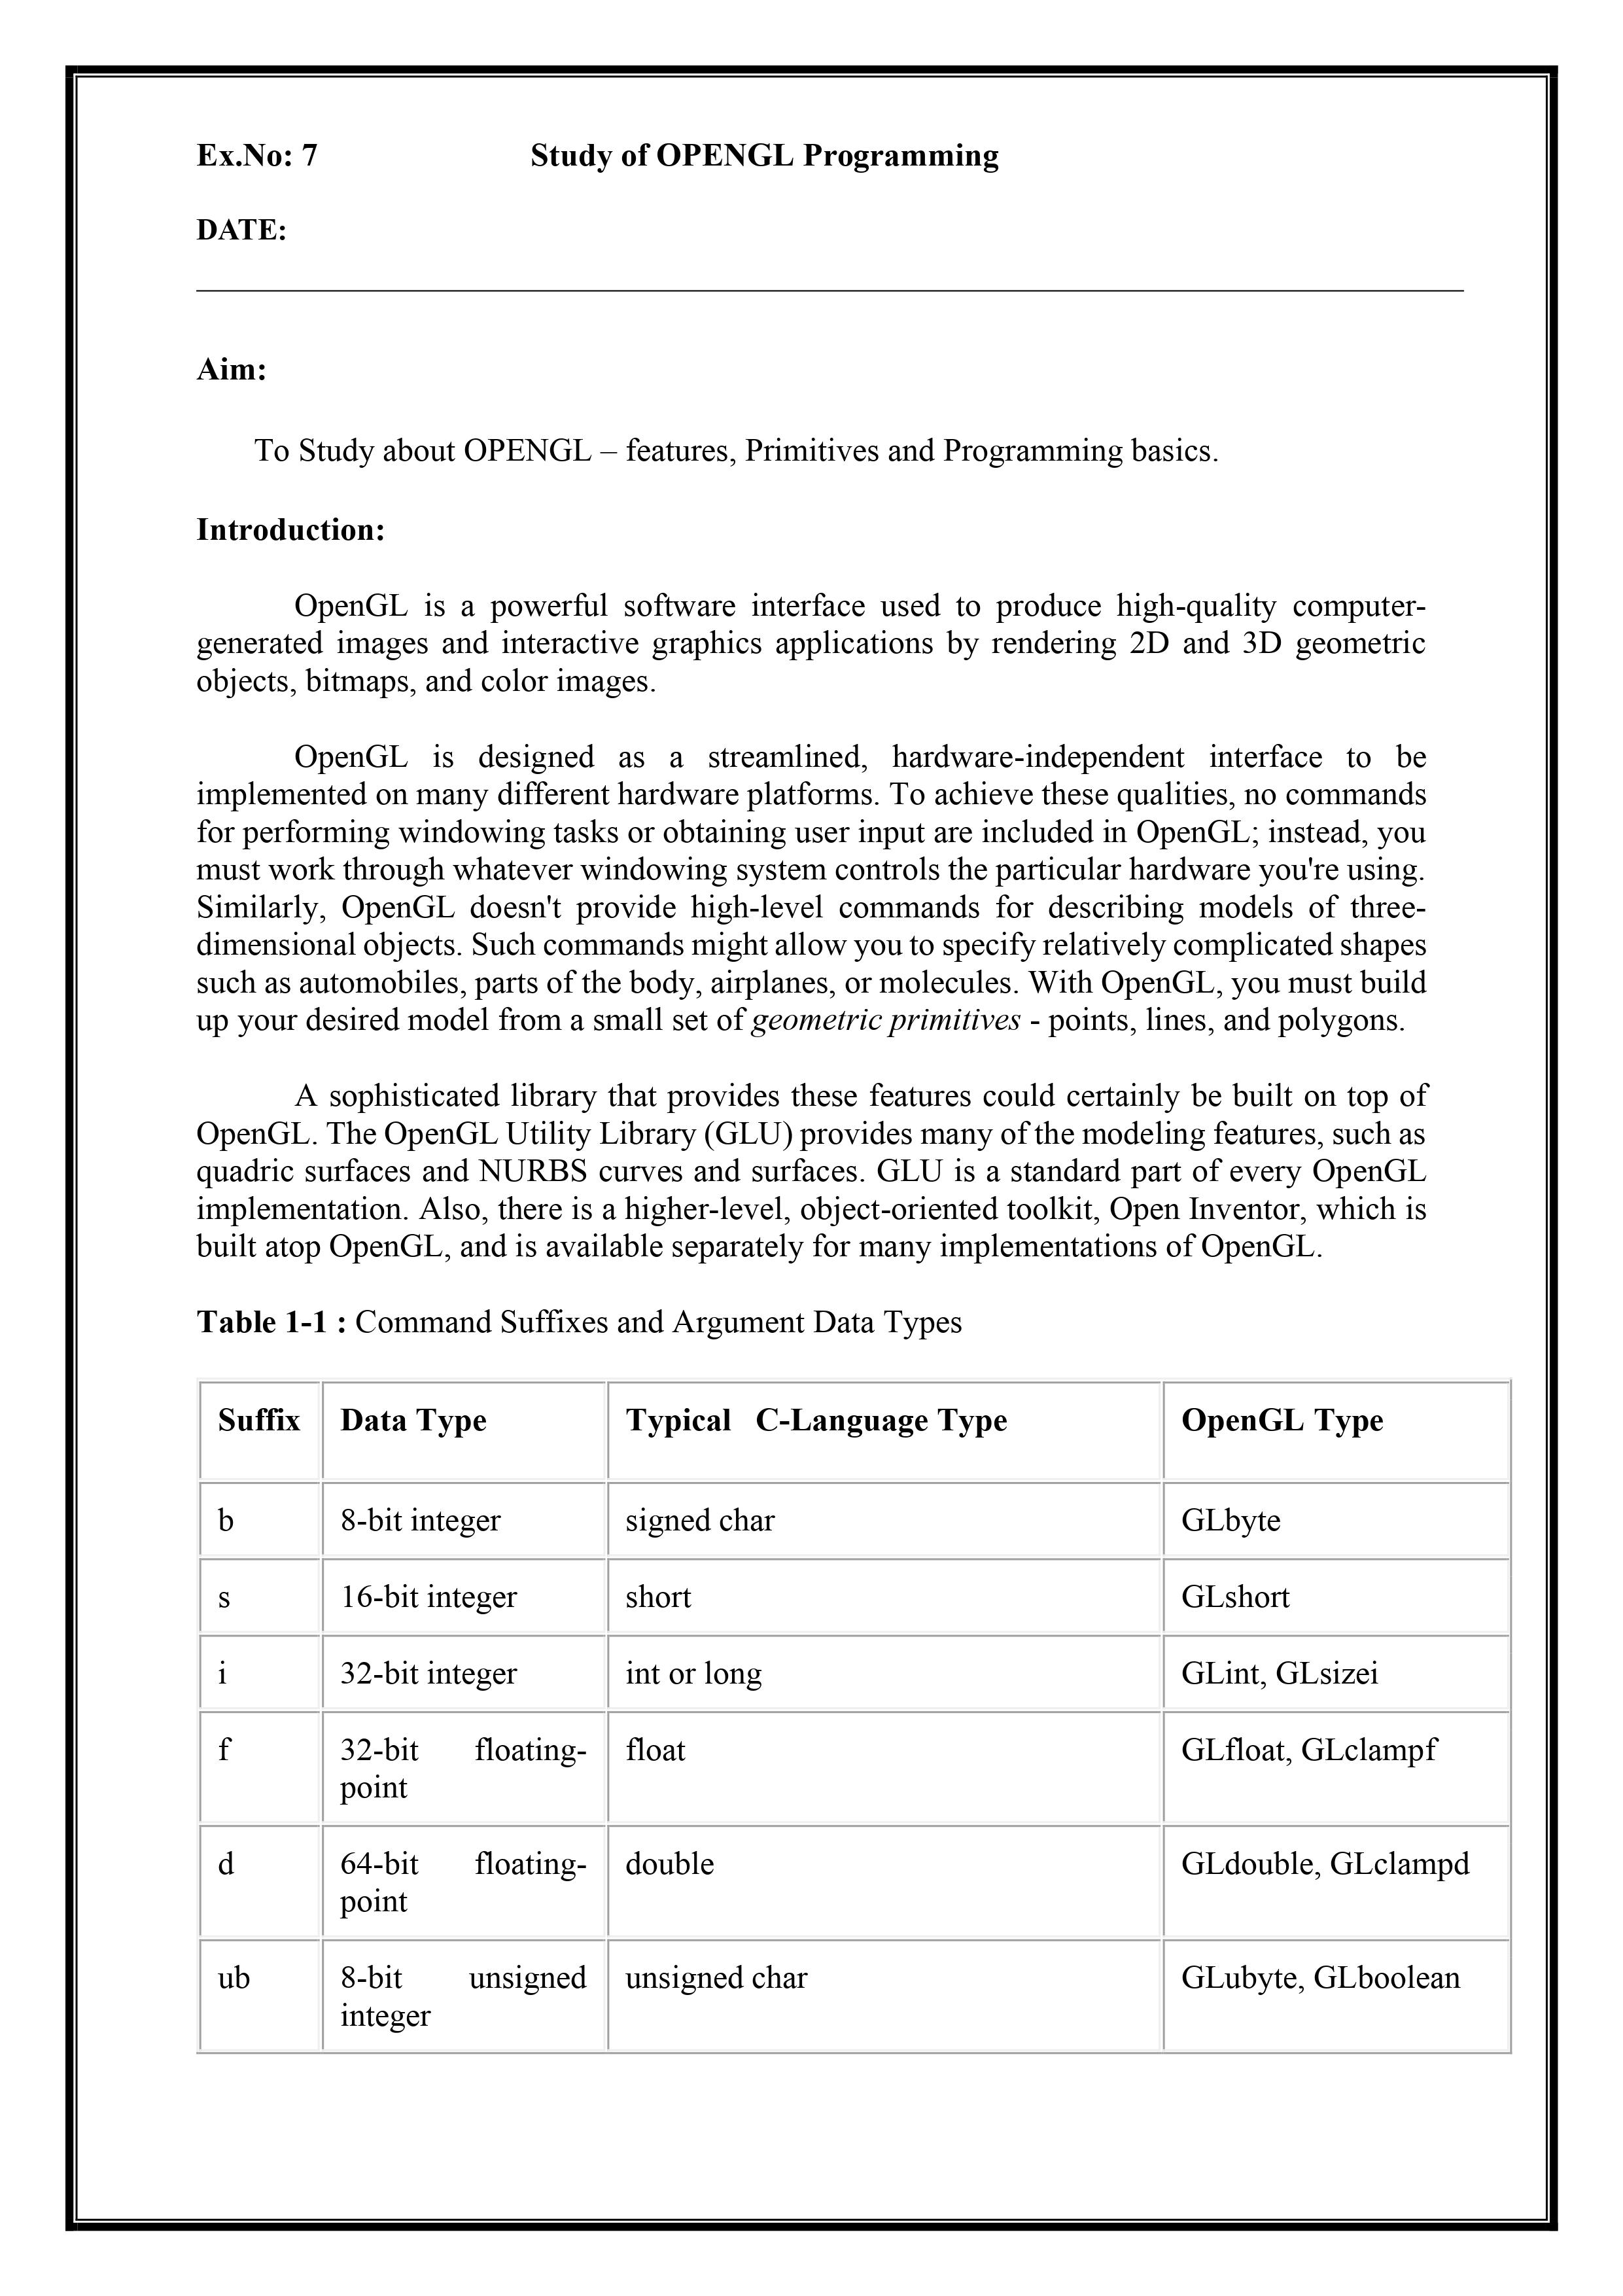 Ex.No: 7 Study of OPENGL Programming
DATE:
Aim:
To Study about OPENGL – features, Primitives and Programming basics.
Introduction:
OpenGL is a powerful software interface used to produce high-quality computer-
generated images and interactive graphics applications by rendering 2D and 3D geometric
objects, bitmaps, and color images.
OpenGL is designed as a streamlined, hardware-independent interface to be
implemented on many different hardware platforms. To achieve these qualities, no commands
for performing windowing tasks or obtaining user input are included in OpenGL; instead, you
must work through whatever windowing system controls the particular hardware you're using.
Similarly, OpenGL doesn't provide high-level commands for describing models of three-
dimensional objects. Such commands might allow you to specify relatively complicated shapes
such as automobiles, parts of the body, airplanes, or molecules. With OpenGL, you must build
up your desired model from a small set of geometric primitives - points, lines, and polygons.
A sophisticated library that provides these features could certainly be built on top of
OpenGL. The OpenGL Utility Library (GLU) provides many of the modeling features, such as
quadric surfaces and NURBS curves and surfaces. GLU is a standard part of every OpenGL
implementation. Also, there is a higher-level, object-oriented toolkit, Open Inventor, which is
built atop OpenGL, and is available separately for many implementations of OpenGL.
Table 1-1 : Command Suffixes and Argument Data Types
Suffix Data Type Typical C-Language Type OpenGL Type
b 8-bit integer signed char GLbyte
s 16-bit integer short GLshort
i 32-bit integer int or long GLint, GLsizei
f 32-bit floating- float GLfloat, GLclampf
point
d 64-bit floating- double GLdouble, GLclampd
point
ub 8-bit unsigned unsigned char GLubyte, GLboolean
integer